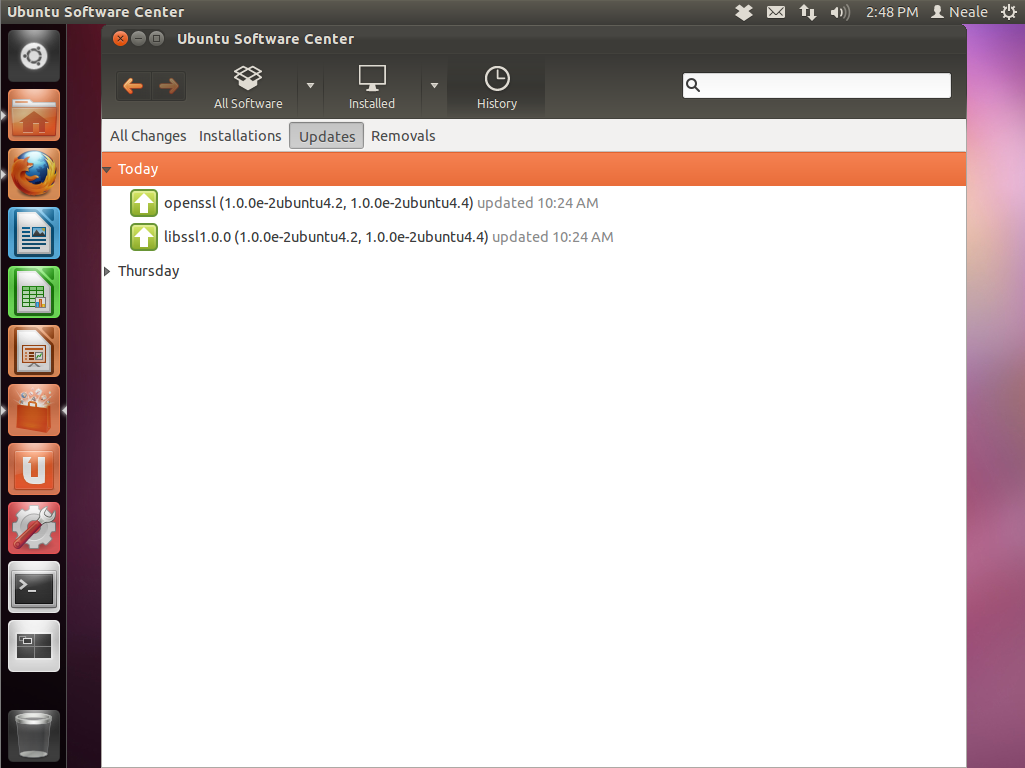 Ubuntu Software Center 2:48 PM Neale
Ubuntu Software Center
All Software Installed History
All Changes Installations Updates Removals
Today
openssl (1.0.0e-2ubuntu4.2, 1.0.0e-2ubuntu4.4) updated 10:24 AM
libssl1.0.0 (1.0.0e-2ubuntu4.2, 1.0.0e-2ubuntu4.4) updated 10:24 AM
Thursday